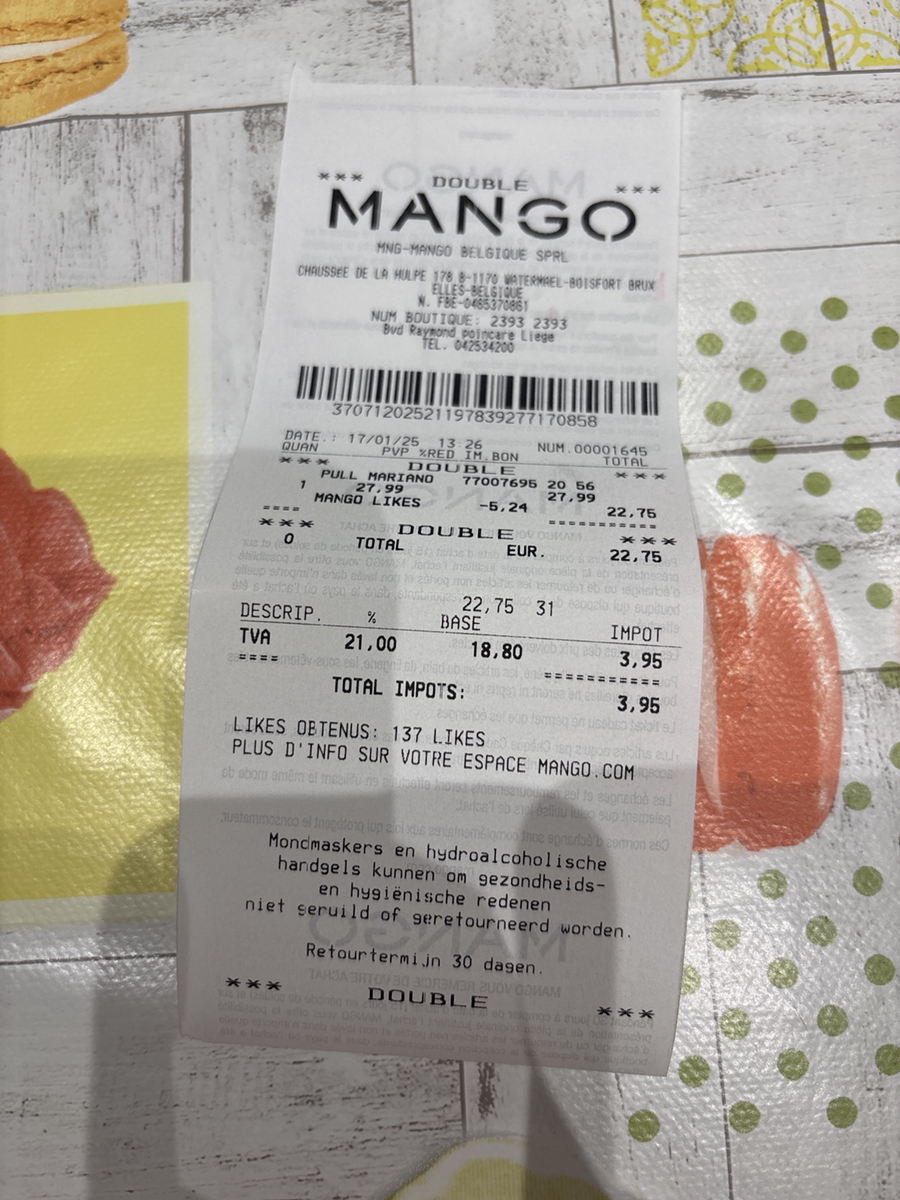 *** DOUBLE ***
MANGO
MNG-MANGO BELGIQUE SPRL
CHAUSSEE DE LA HULPE 178 B-1170 WATERMAEL-BOISFORT BRUX
ELLES-BELGIQUE
N. FBE-0465370861
NUM BOUTIQUE: 2393 2393
Bvd Raymond poincare Liege
TEL. 042534200
37071202521197839277170858
DATE.: 17/01/25 13 26 NUM.00001645
QUAN PVP %RED IM.BON TOTAL
*** DOUBLE ***
PULL MARIANO 77007695 20 56
1 27,99 27,99
MANGO LIKES -5,24 22,75
==== ===========
*** DOUBLE ***
0 TOTAL EUR. 22,75
22,75 31
DESCRIP. % BASE IMPOT
TVA 21,00 18,80 3,95
==== ===========
TOTAL IMPOTS: 3,95
LIKES OBTENUS: 137 LIKES
PLUS D'INFO SUR VOTRE ESPACE MANGO.COM
Mondmaskers en hydroalcoholische
handgels kunnen om gezondheids-
en hygiënische redenen
niet geruild of geretourneerd worden.
Retourtermijn 30 dagen.
*** DOUBLE ***